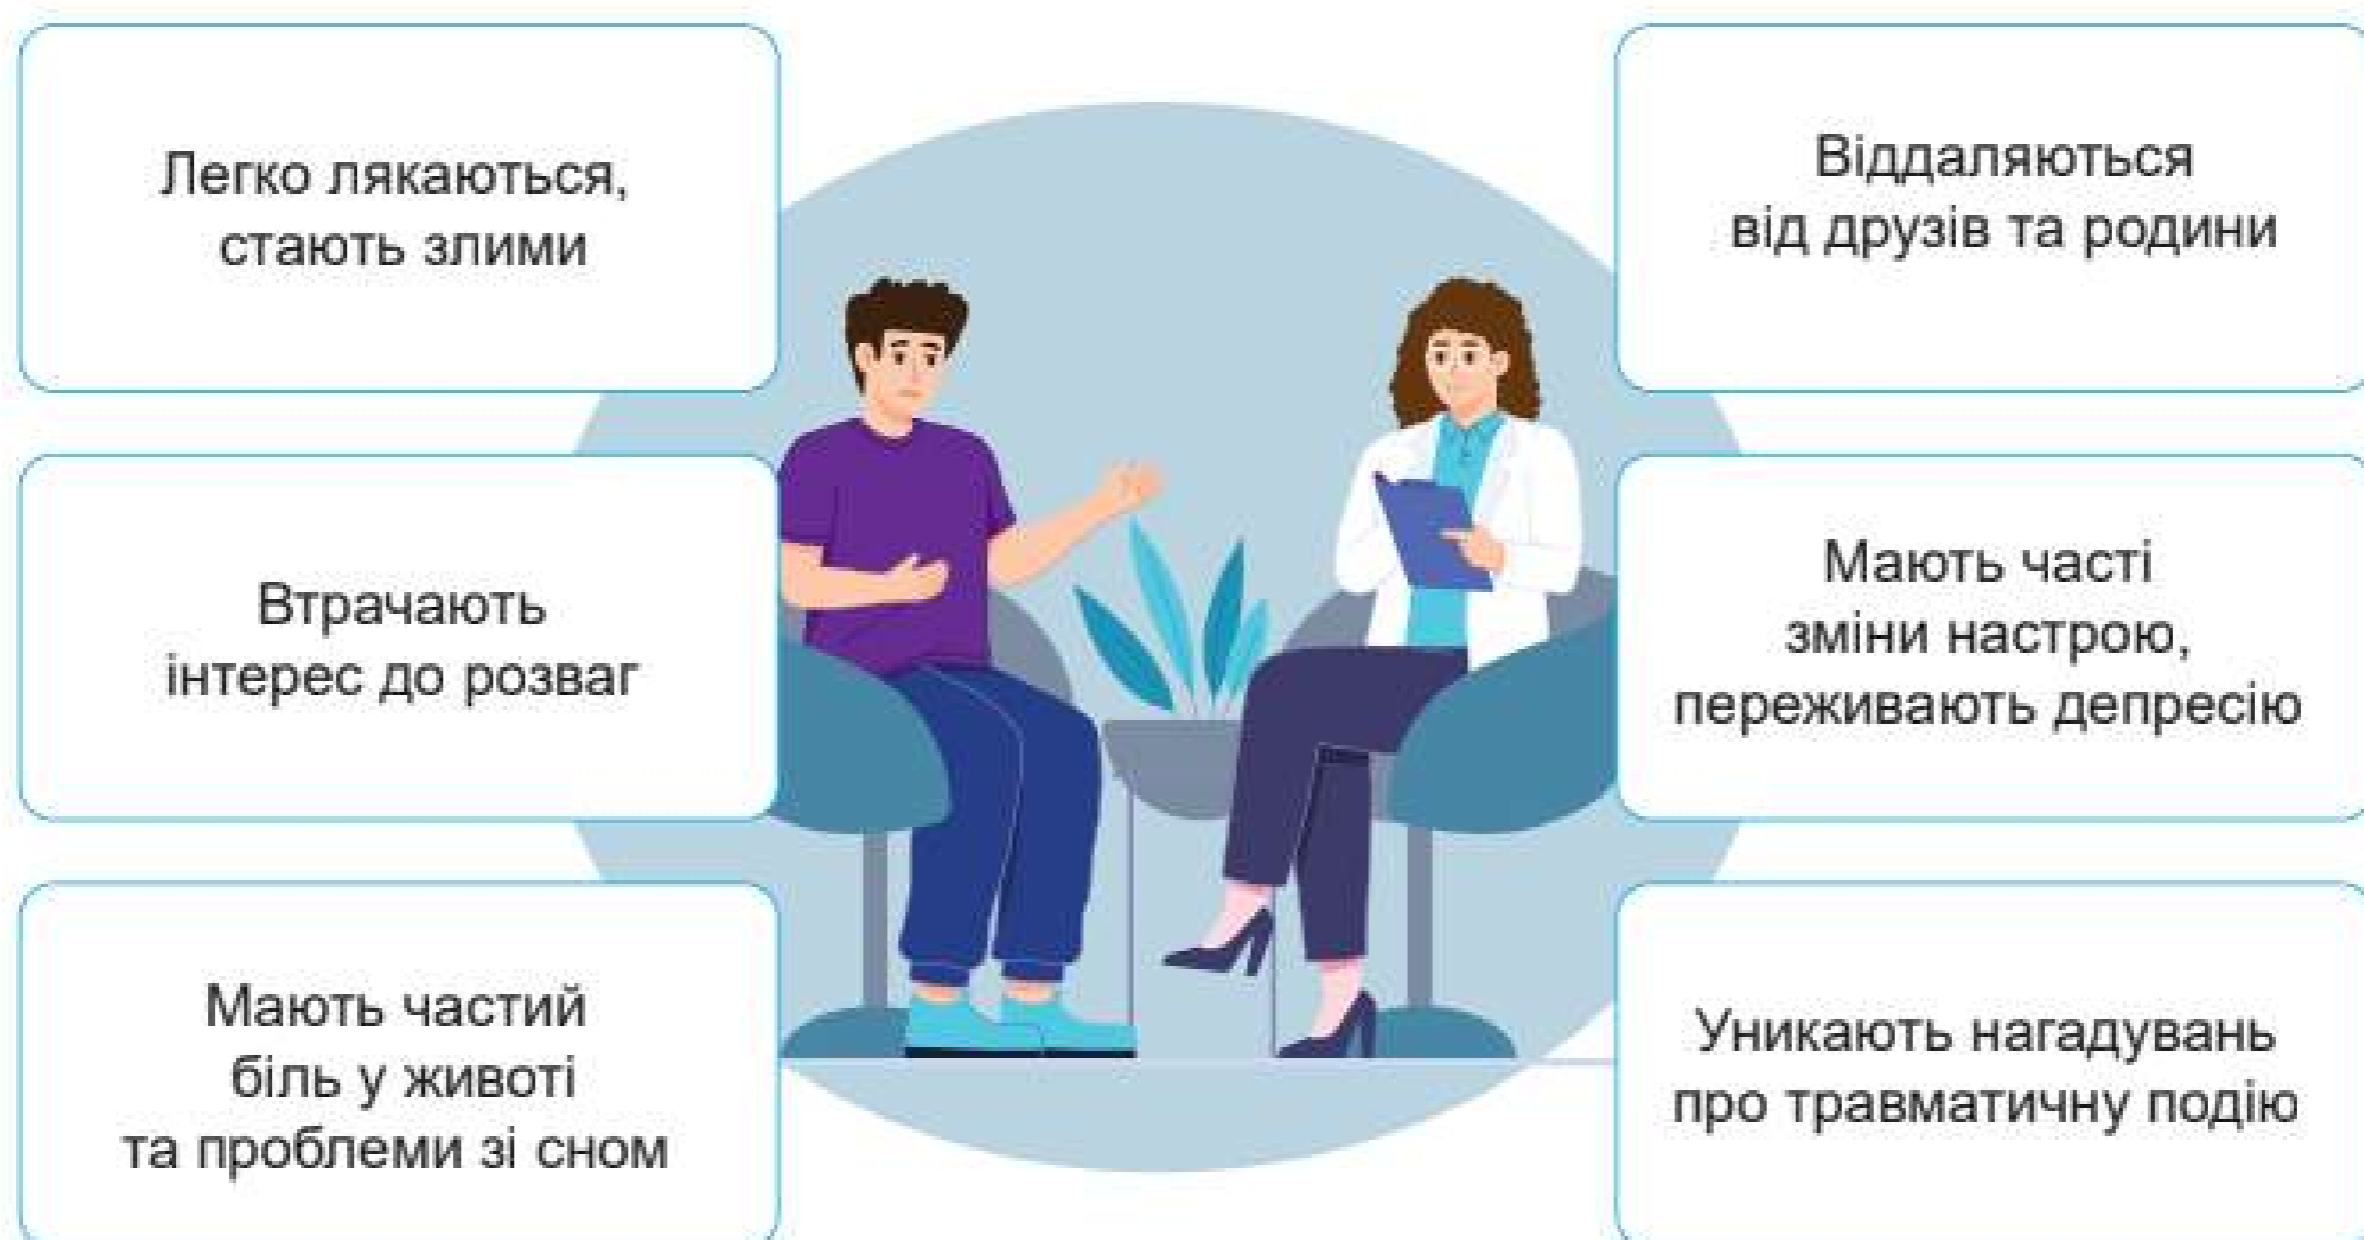 Легко лякаються,
стають злими
Втрачають
інтерес до розваг
Мають частий
біль у животі
та проблеми зі сном
Віддаляються
від друзів та родини
Мають часті
зміни настрою,
переживають депресію
Уникають нагадувань
про травматичну подію